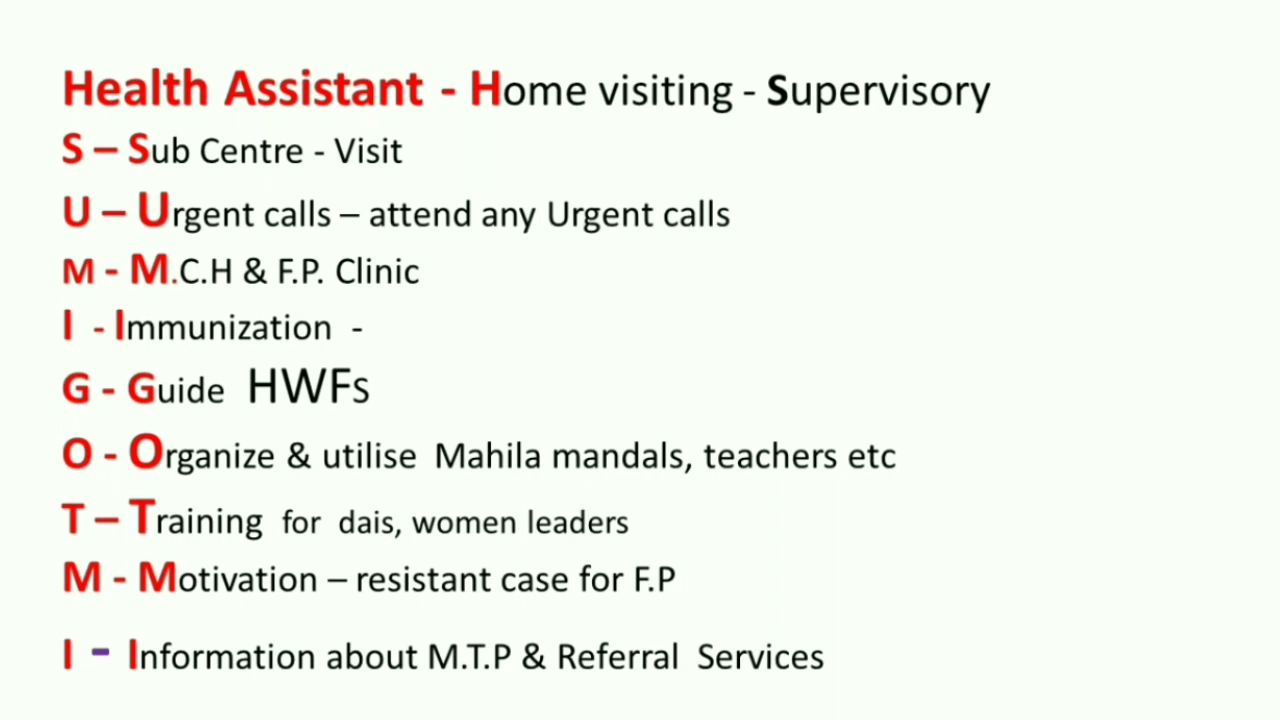 Health Assistant - Home visiting - Supervisory
S – Sub Centre - Visit
U – Urgent calls – attend any Urgent calls
M - M.C.H & F.P. Clinic
I - Immunization -
G - Guide HWFs
O - Organize & utilise Mahila mandals, teachers etc
T – Training for dais, women leaders
M - Motivation – resistant case for F.P
I - Information about M.T.P & Referral Services